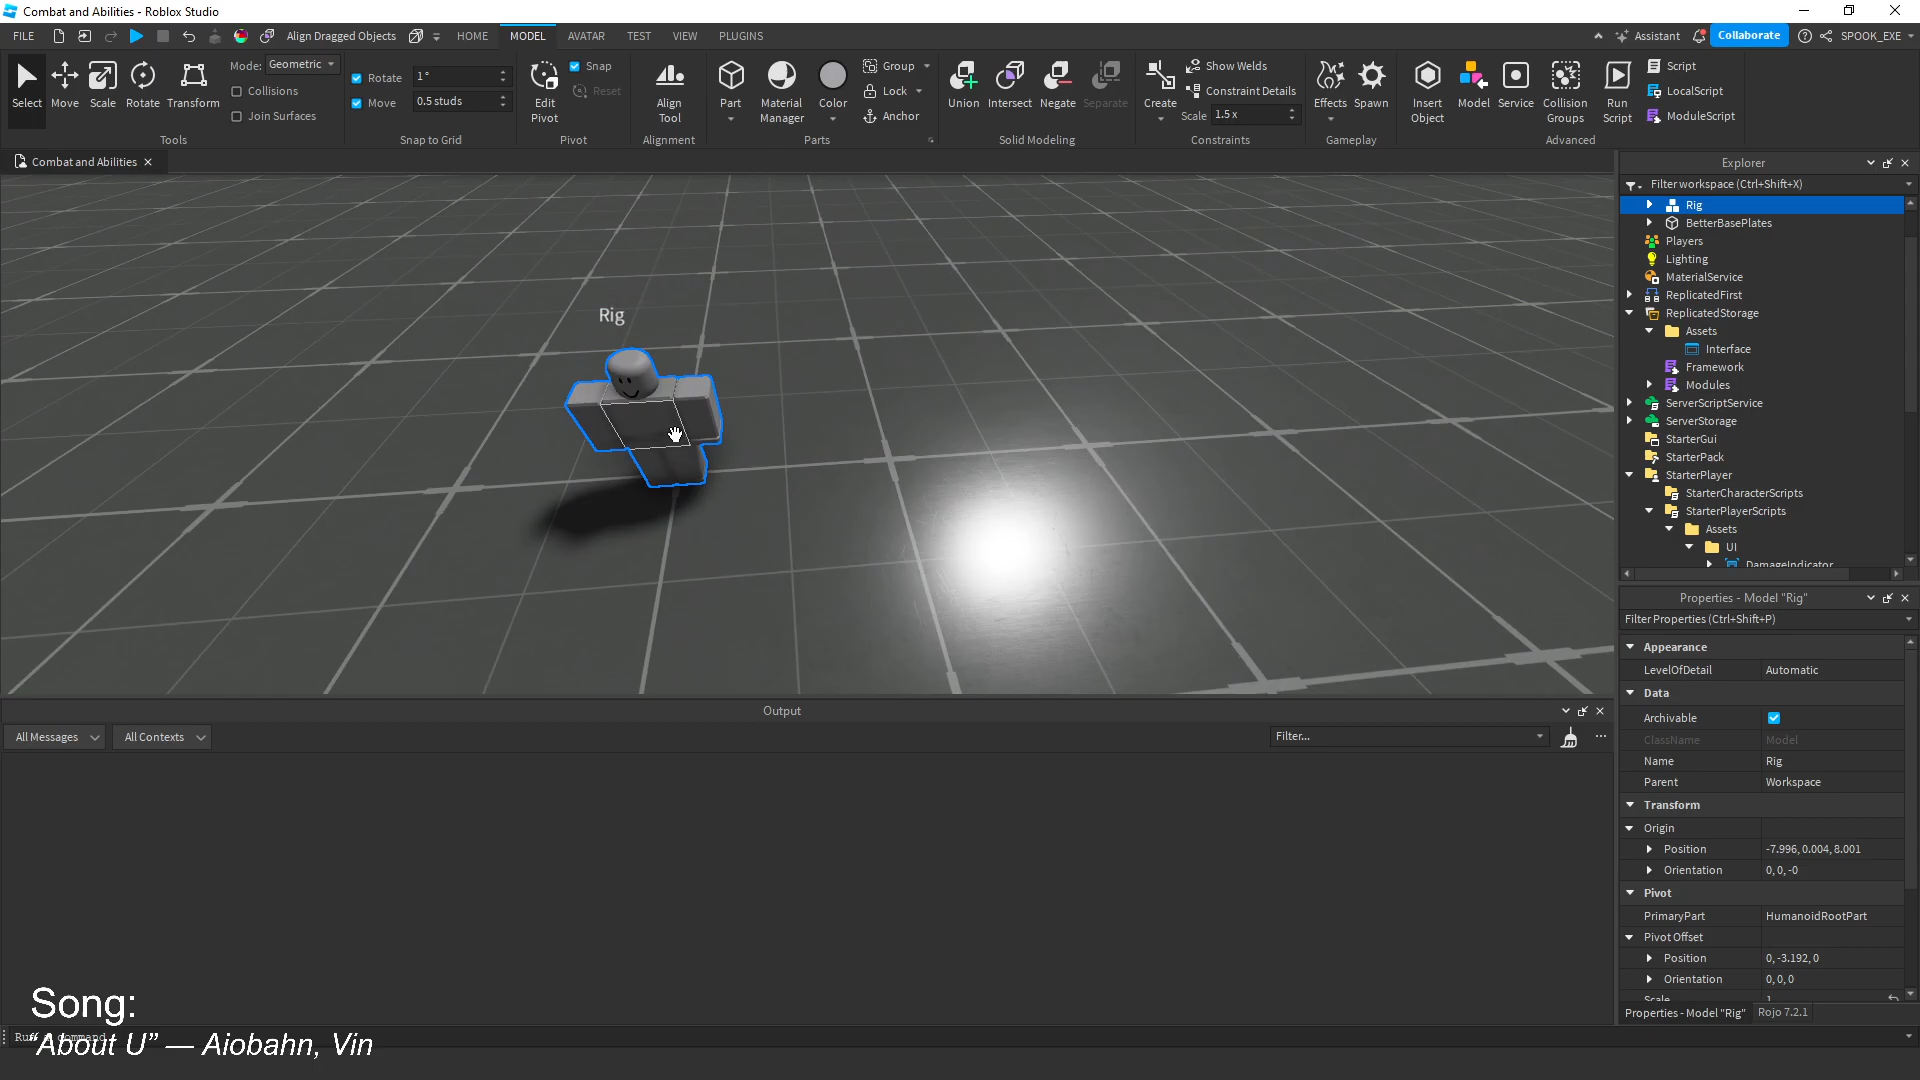 Combat and Abilities - Roblox Studio
FILE
Align Dragged Objects
HOME
MODEL
AVATAR
TEST
VIEW
PLUGINS
Assistant
Collaborate
SPOOK_EXE
Select
Move
Scale
Rotate
Transform
Mode: Geometric
Collisions
Join Surfaces
Tools
Rotate 1°
Move 0.5 studs
Snap to Grid
Edit Pivot
Snap
Reset
Pivot
Align Tool
Alignment
Part
Material Manager
Color
Group
Lock
Anchor
Parts
Union
Intersect
Negate
Separate
Solid Modeling
Create
Show Welds
Constraint Details
Scale 1.5 x
Constraints
Effects
Spawn
Gameplay
Insert Object
Model
Service
Collision Groups
Run Script
Script
LocalScript
ModuleScript
Advanced
Combat and Abilities
Rig
Explorer
Filter workspace (Ctrl+Shift+X)
Rig
BetterBasePlates
Players
Lighting
MaterialService
ReplicatedFirst
ReplicatedStorage
Assets
Interface
Framework
Modules
ServerScriptService
ServerStorage
StarterGui
StarterPack
StarterPlayer
StarterCharacterScripts
StarterPlayerScripts
Assets
UI
DamageIndicator
Properties - Model "Rig"
Filter Properties (Ctrl+Shift+P)
Appearance
LevelOfDetail Automatic
Data
Archivable
ClassName Model
Name Rig
Parent Workspace
Transform
Origin
Position -7.996, 0.004, 8.001
Orientation 0, 0, -0
Pivot
PrimaryPart HumanoidRootPart
Pivot Offset
Position 0, -3.192, 0
Orientation 0, 0, 0
Scale 1
Properties - Model "Rig"
Rojo 7.2.1
Output
All Messages
All Contexts
Filter...
Song:
Run a command
“About U” — Aiobahn, Vin